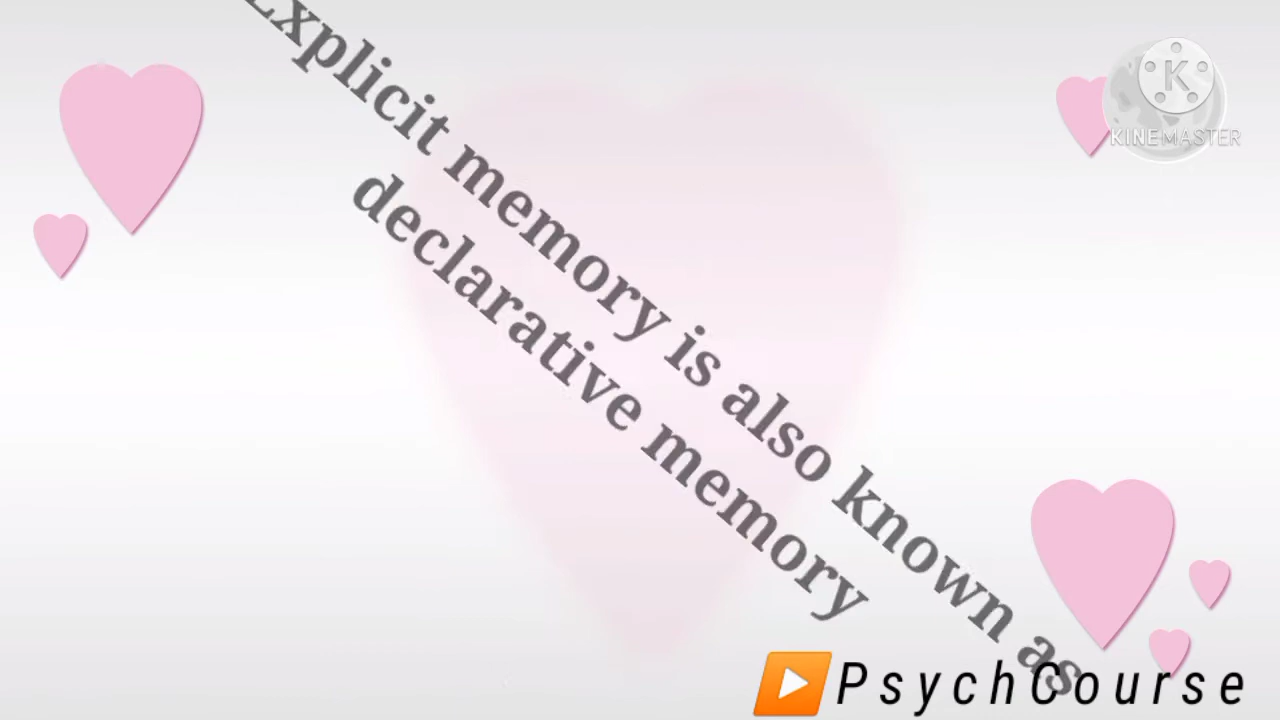 Explicit memory is also known as
declarative memory
K
KINEMASTER
PsychCourse